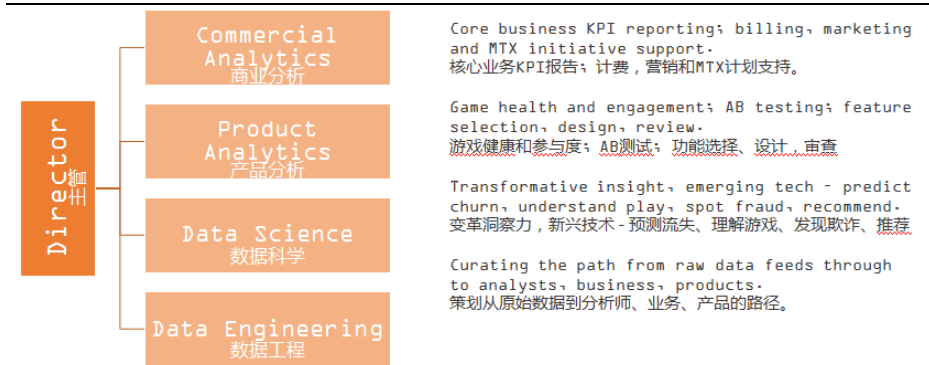 Director
主管
Commercial
Analytics
商业分析
Core business KPI reporting; billing, marketing
and MTX initiative support.
核心业务KPI报告；计费，营销和MTX计划支持。
Product
Analytics
产品分析
Game health and engagement; AB testing; feature
selection, design, review.
游戏健康和参与度；AB测试；功能选择、设计，审查
Data Science
数据科学
Transformative insight, emerging tech - predict
churn, understand play, spot fraud, recommend.
变革洞察力，新兴技术-预测流失、理解游戏、发现欺诈、推荐
Data Engineering
数据工程
Curating the path from raw data feeds through
to analysts, business, products.
策划从原始数据到分析师、业务、产品的路径。